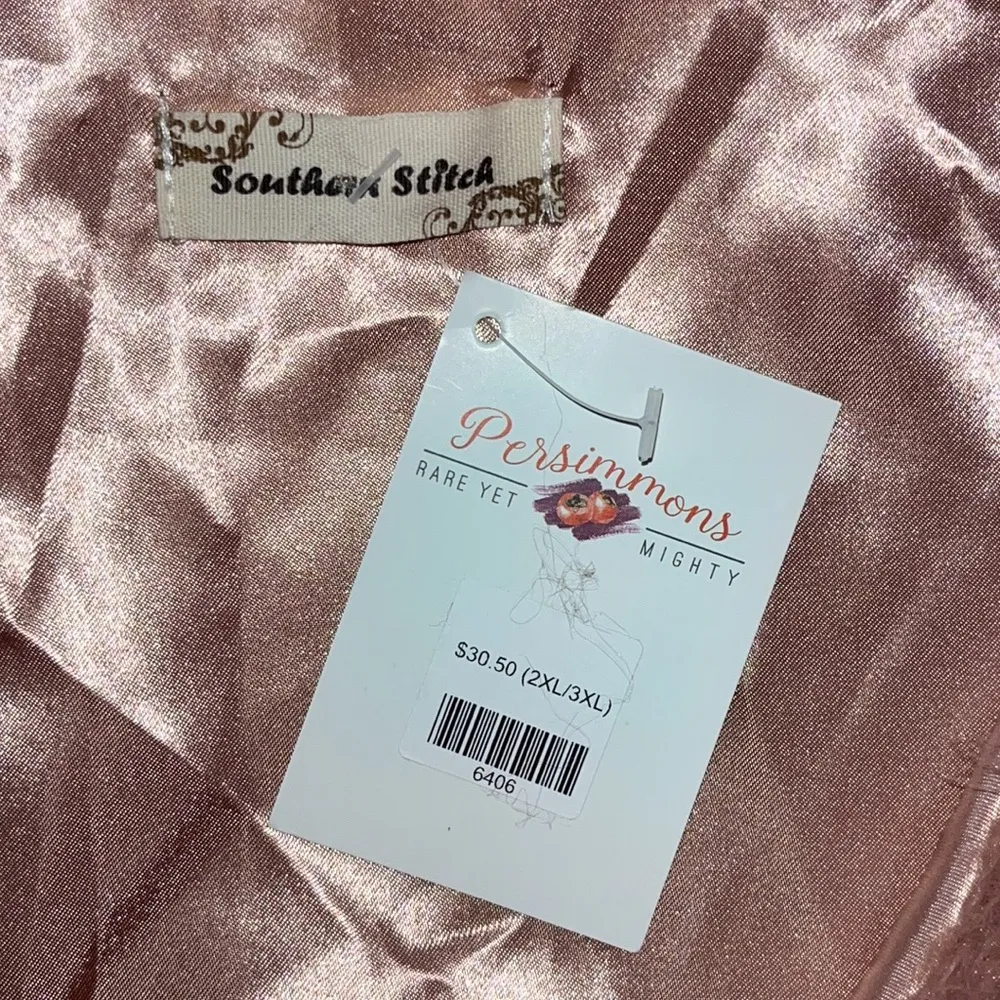 Southern Stitch
Persimmons
RARE YET
MIGHTY
$30.50 (2XL/3XL)
6406